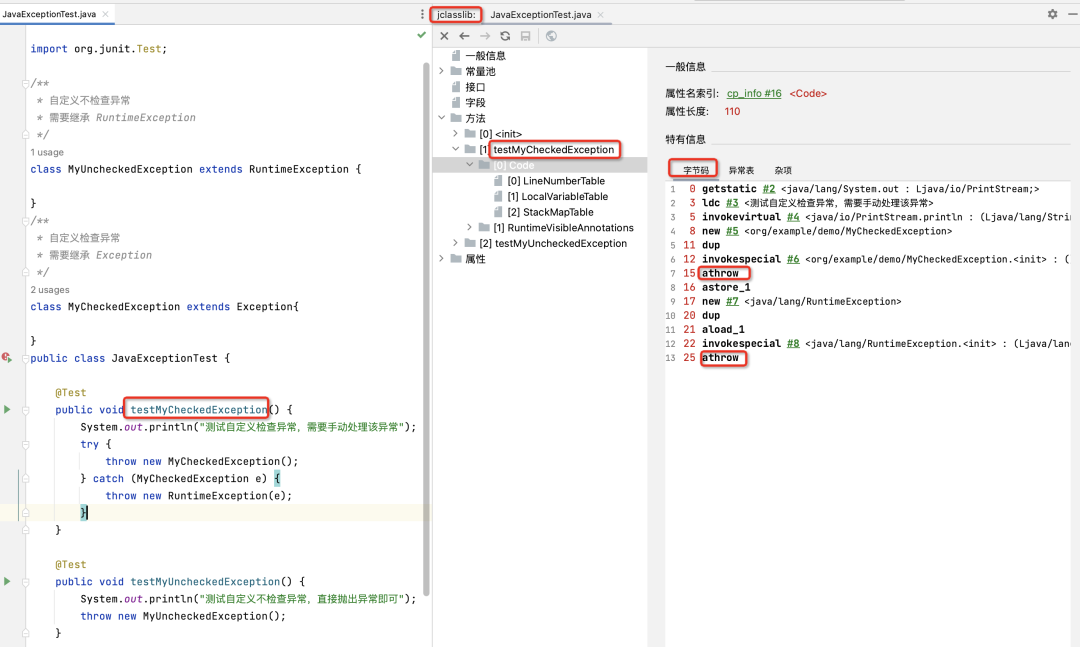 JavaExceptionTest.java
import org.junit.Test;
/**
* 自定义不检查异常
* 需要继承 RuntimeException
*/
1 usage
class MyUncheckedException extends RuntimeException {
}
/**
* 自定义检查异常
* 需要继承 Exception
*/
2 usages
class MyCheckedException extends Exception{
}
public class JavaExceptionTest {
@Test
public void testMyCheckedException() {
System.out.println("测试自定义检查异常，需要手动处理该异常");
try {
throw new MyCheckedException();
} catch (MyCheckedException e) {
throw new RuntimeException(e);
}
}
@Test
public void testMyUncheckedException() {
System.out.println("测试自定义不检查异常，直接抛出异常即可");
throw new MyUncheckedException();
}
jclasslib: JavaExceptionTest.java
一般信息
常量池
接口
字段
方法
[0] <init>
[1] testMyCheckedException
[0] Code
[0] LineNumberTable
[1] LocalVariableTable
[2] StackMapTable
[1] RuntimeVisibleAnnotations
[2] testMyUncheckedException
属性
一般信息
属性名索引: cp_info #16 <Code>
属性长度: 110
特有信息
字节码 异常表 杂项
1 0 getstatic #2 <java/lang/System.out : Ljava/io/PrintStream;>
2 3 ldc #3 <测试自定义检查异常，需要手动处理该异常>
3 5 invokevirtual #4 <java/io/PrintStream.println : (Ljava/lang/Stri
4 8 new #5 <org/example/demo/MyCheckedException>
5 11 dup
6 12 invokespecial #6 <org/example/demo/MyCheckedException.<init> : (
7 15 athrow
8 16 astore_1
9 17 new #7 <java/lang/RuntimeException>
10 20 dup
11 21 aload_1
12 22 invokespecial #8 <java/lang/RuntimeException.<init> : (Ljava/lang
13 25 athrow